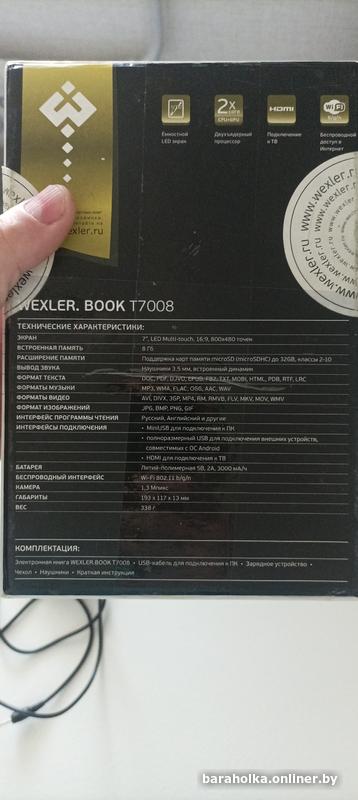 2x
core
CPU+GPU
HDMI
WiFi
b/g/n
Ёмкостной
LED экран
Двухъядерный
процессор
Подключение
к ТВ
Беспроводной
доступ в
Интернет
wexler.ru
www.wexler.ru
WEXLER. BOOK T7008
ТЕХНИЧЕСКИЕ ХАРАКТЕРИСТИКИ:
ЭКРАН 7", LED Multi-touch, 16:9, 800x480 точек
ВСТРОЕННАЯ ПАМЯТЬ 8 Гб
РАСШИРЕНИЕ ПАМЯТИ Поддержка карт памяти microSD (microSDHC) до 32GB, классы 2-10
ВЫВОД ЗВУКА Наушники 3.5 мм, встроенный динамик
ФОРМАТ ТЕКСТА DOC, PDF, DJVO, EPUB, FB2, TXT, MOBI, HTML, PDB, RTF, LRC
ФОРМАТЫ МУЗЫКИ MP3, WMA, FLAC, OGG, AAC, WAV
ФОРМАТЫ ВИДЕО AVI, DIVX, 3GP, MP4, RM, RMVB, FLV, MKV, MOV, WMV
ФОРМАТ ИЗОБРАЖЕНИЙ JPG, BMP, PNG, GIF
ИНТЕРФЕЙС ПРОГРАММЫ ЧТЕНИЯ Русский, Английский и другие
ИНТЕРФЕЙСЫ ПОДКЛЮЧЕНИЯ • MiniUSB для подключения к ПК
• полноразмерный USB для подключения внешних устройств,
совместимых с ОС Android
• HDMI для подключения к ТВ
БАТАРЕЯ Литий-полимерная 5В, 2А, 3000 мА/ч
БЕСПРОВОДНОЙ ИНТЕРФЕЙС Wi-Fi 802.11 b/g/n
КАМЕРА 1,3 Мпикс
ГАБАРИТЫ 193 x 117 x 13 мм
ВЕС 338 г
КОМПЛЕКТАЦИЯ:
Электронная книга WEXLER.BOOK T7008 • USB-кабель для подключения к ПК • Зарядное устройство •
Чехол • Наушники • Краткая инструкция
baraholka.onliner.by